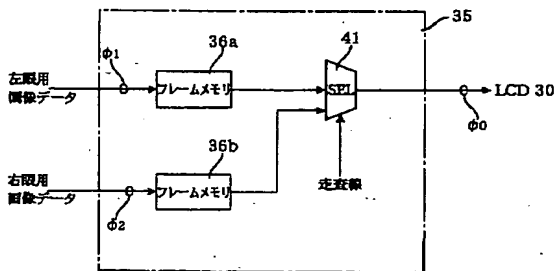 35
36a
41
Φ1
左眼用
画像データ
フレームメモリ
SEL
LCD 30
Φ0
36b
右眼用
画像データ
フレームメモリ
走査線
Φ2